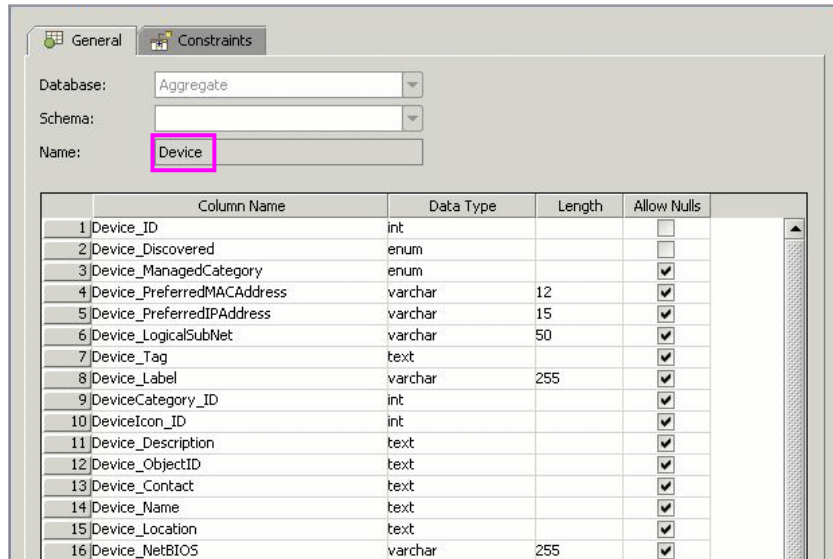 General Constraints
Database: Aggregate
Schema:
Name: Device
Column Name Data Type Length Allow Nulls
1 Device_ID int
2 Device_Discovered enum
3 Device_ManagedCategory enum
4 Device_PreferredMACAddress varchar 12
5 Device_PreferredIPAddress varchar 15
6 Device_LogicalSubNet varchar 50
7 Device_Tag text
8 Device_Label varchar 255
9 DeviceCategory_ID int
10 DeviceIcon_ID int
11 Device_Description text
12 Device_ObjectID text
13 Device_Contact text
14 Device_Name text
15 Device_Location text
16 Device_NetBIOS varchar 255